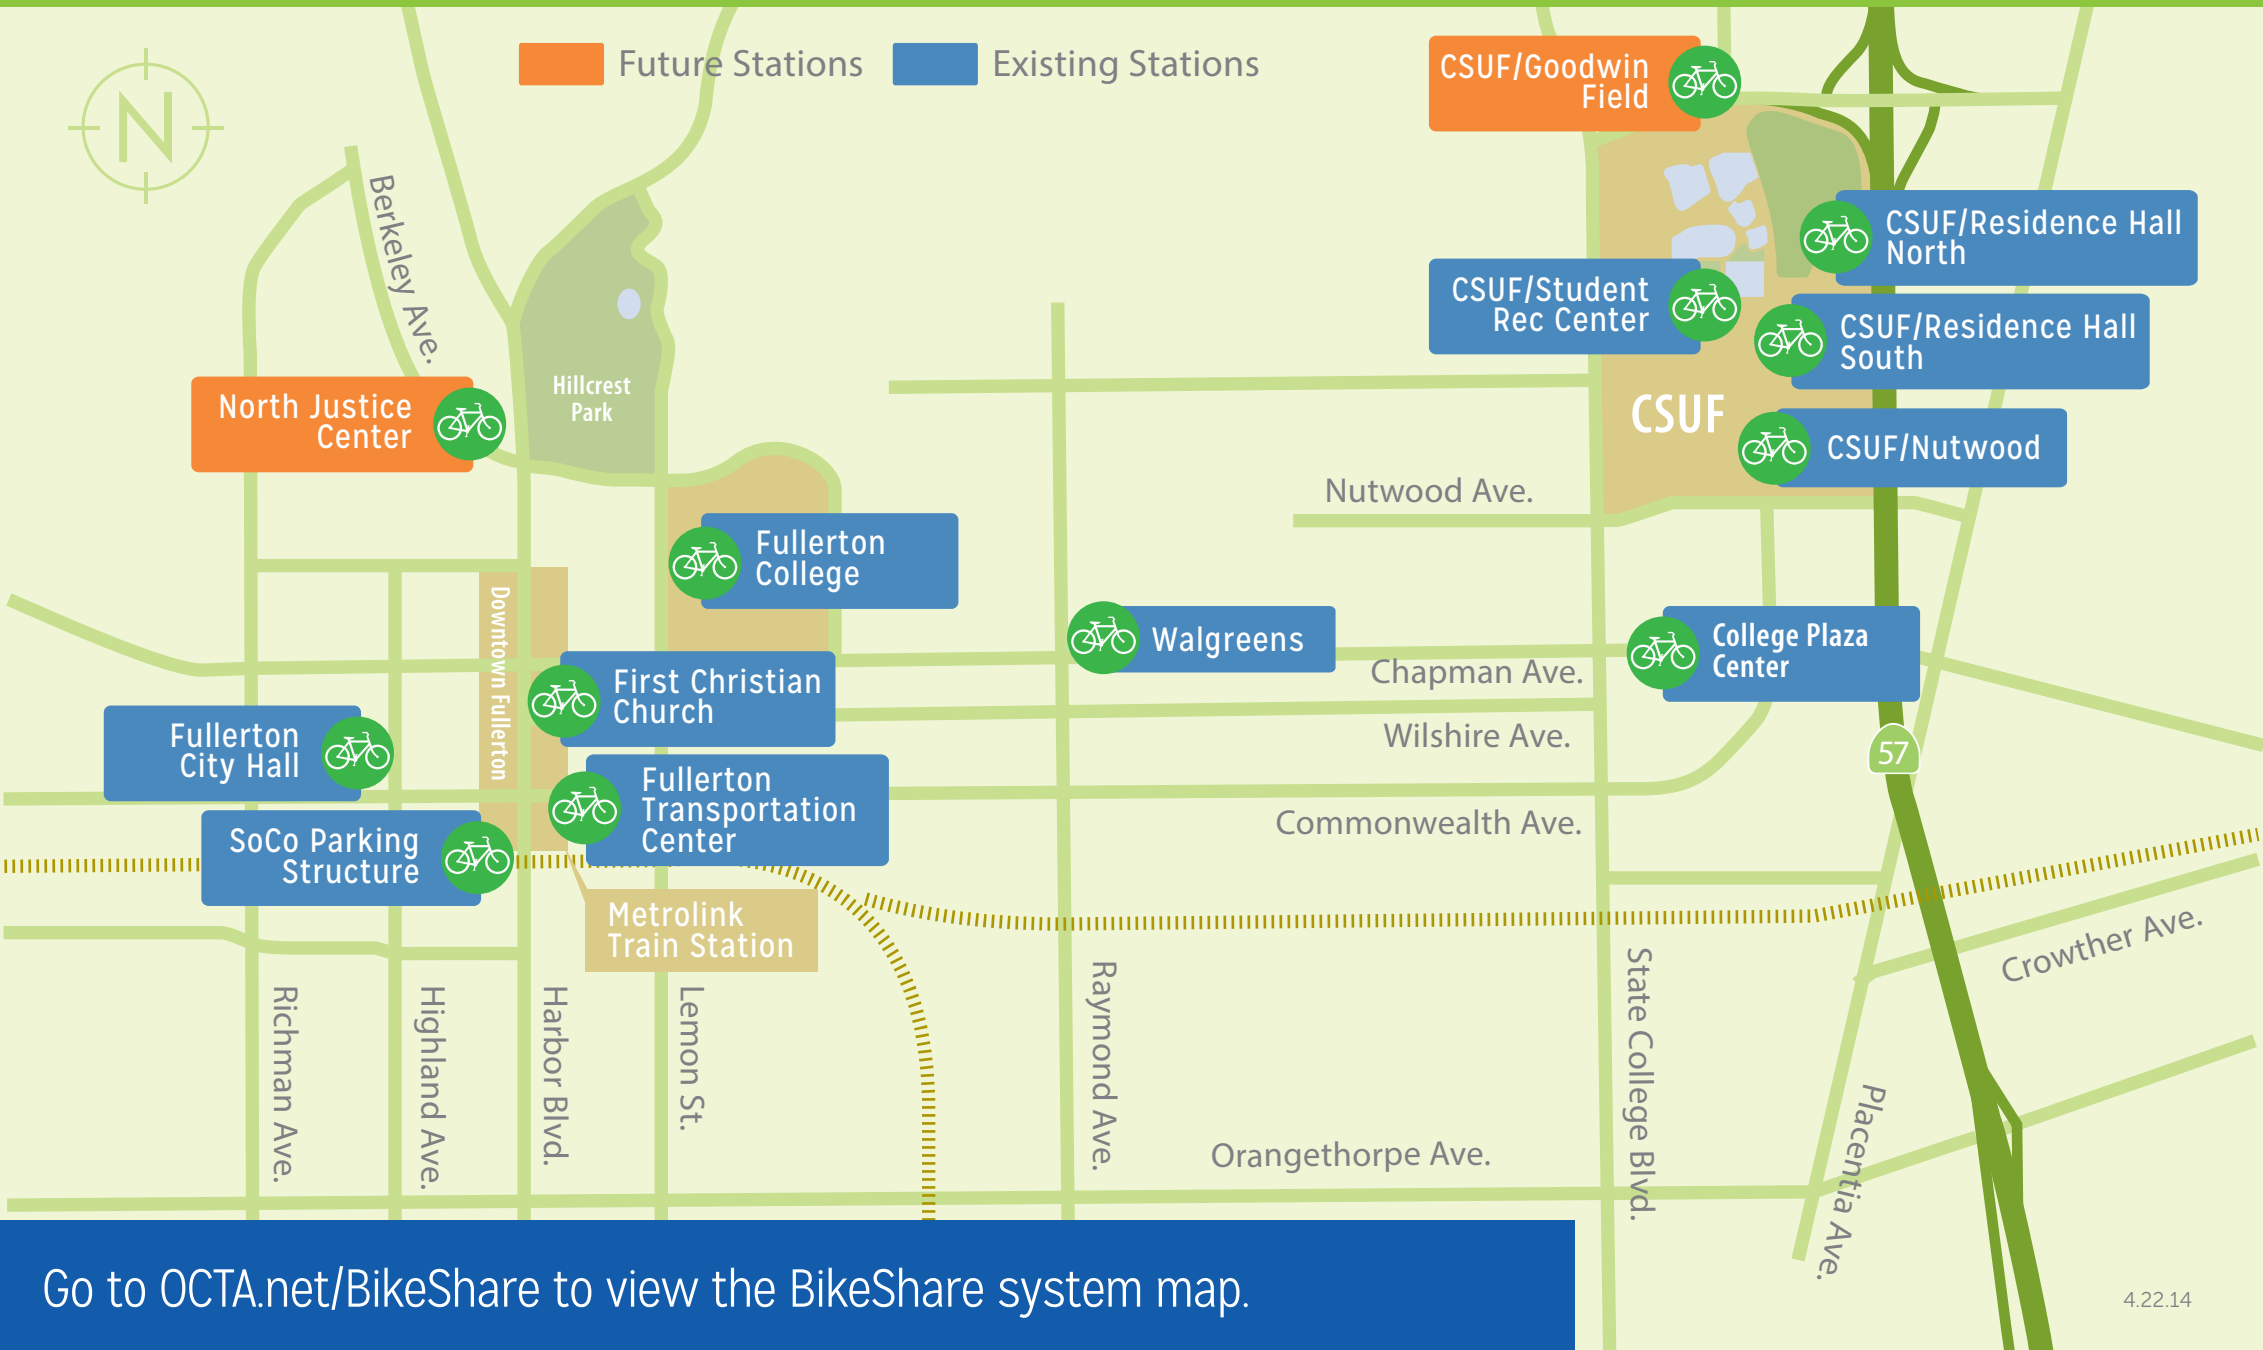 Future Stations
Existing Stations
N
CSUF/Goodwin
Field
Berkeley Ave.
CSUF/Residence Hall
North
CSUF/Student
Rec Center
CSUF/Residence Hall
South
Hillcrest
Park
North Justice
Center
CSUF
CSUF/Nutwood
Nutwood Ave.
Fullerton
College
Downtown Fullerton
Walgreens
College Plaza
Center
Chapman Ave.
First Christian
Church
Fullerton
City Hall
Wilshire Ave.
57
Fullerton
Transportation
Center
Commonwealth Ave.
SoCo Parking
Structure
Metrolink
Train Station
Crowther Ave.
Richman Ave.
Highland Ave.
Harbor Blvd.
Lemon St.
Raymond Ave.
State College Blvd.
Placentia Ave.
Orangethorpe Ave.
Go to OCTA.net/BikeShare to view the BikeShare system map.
4.22.14